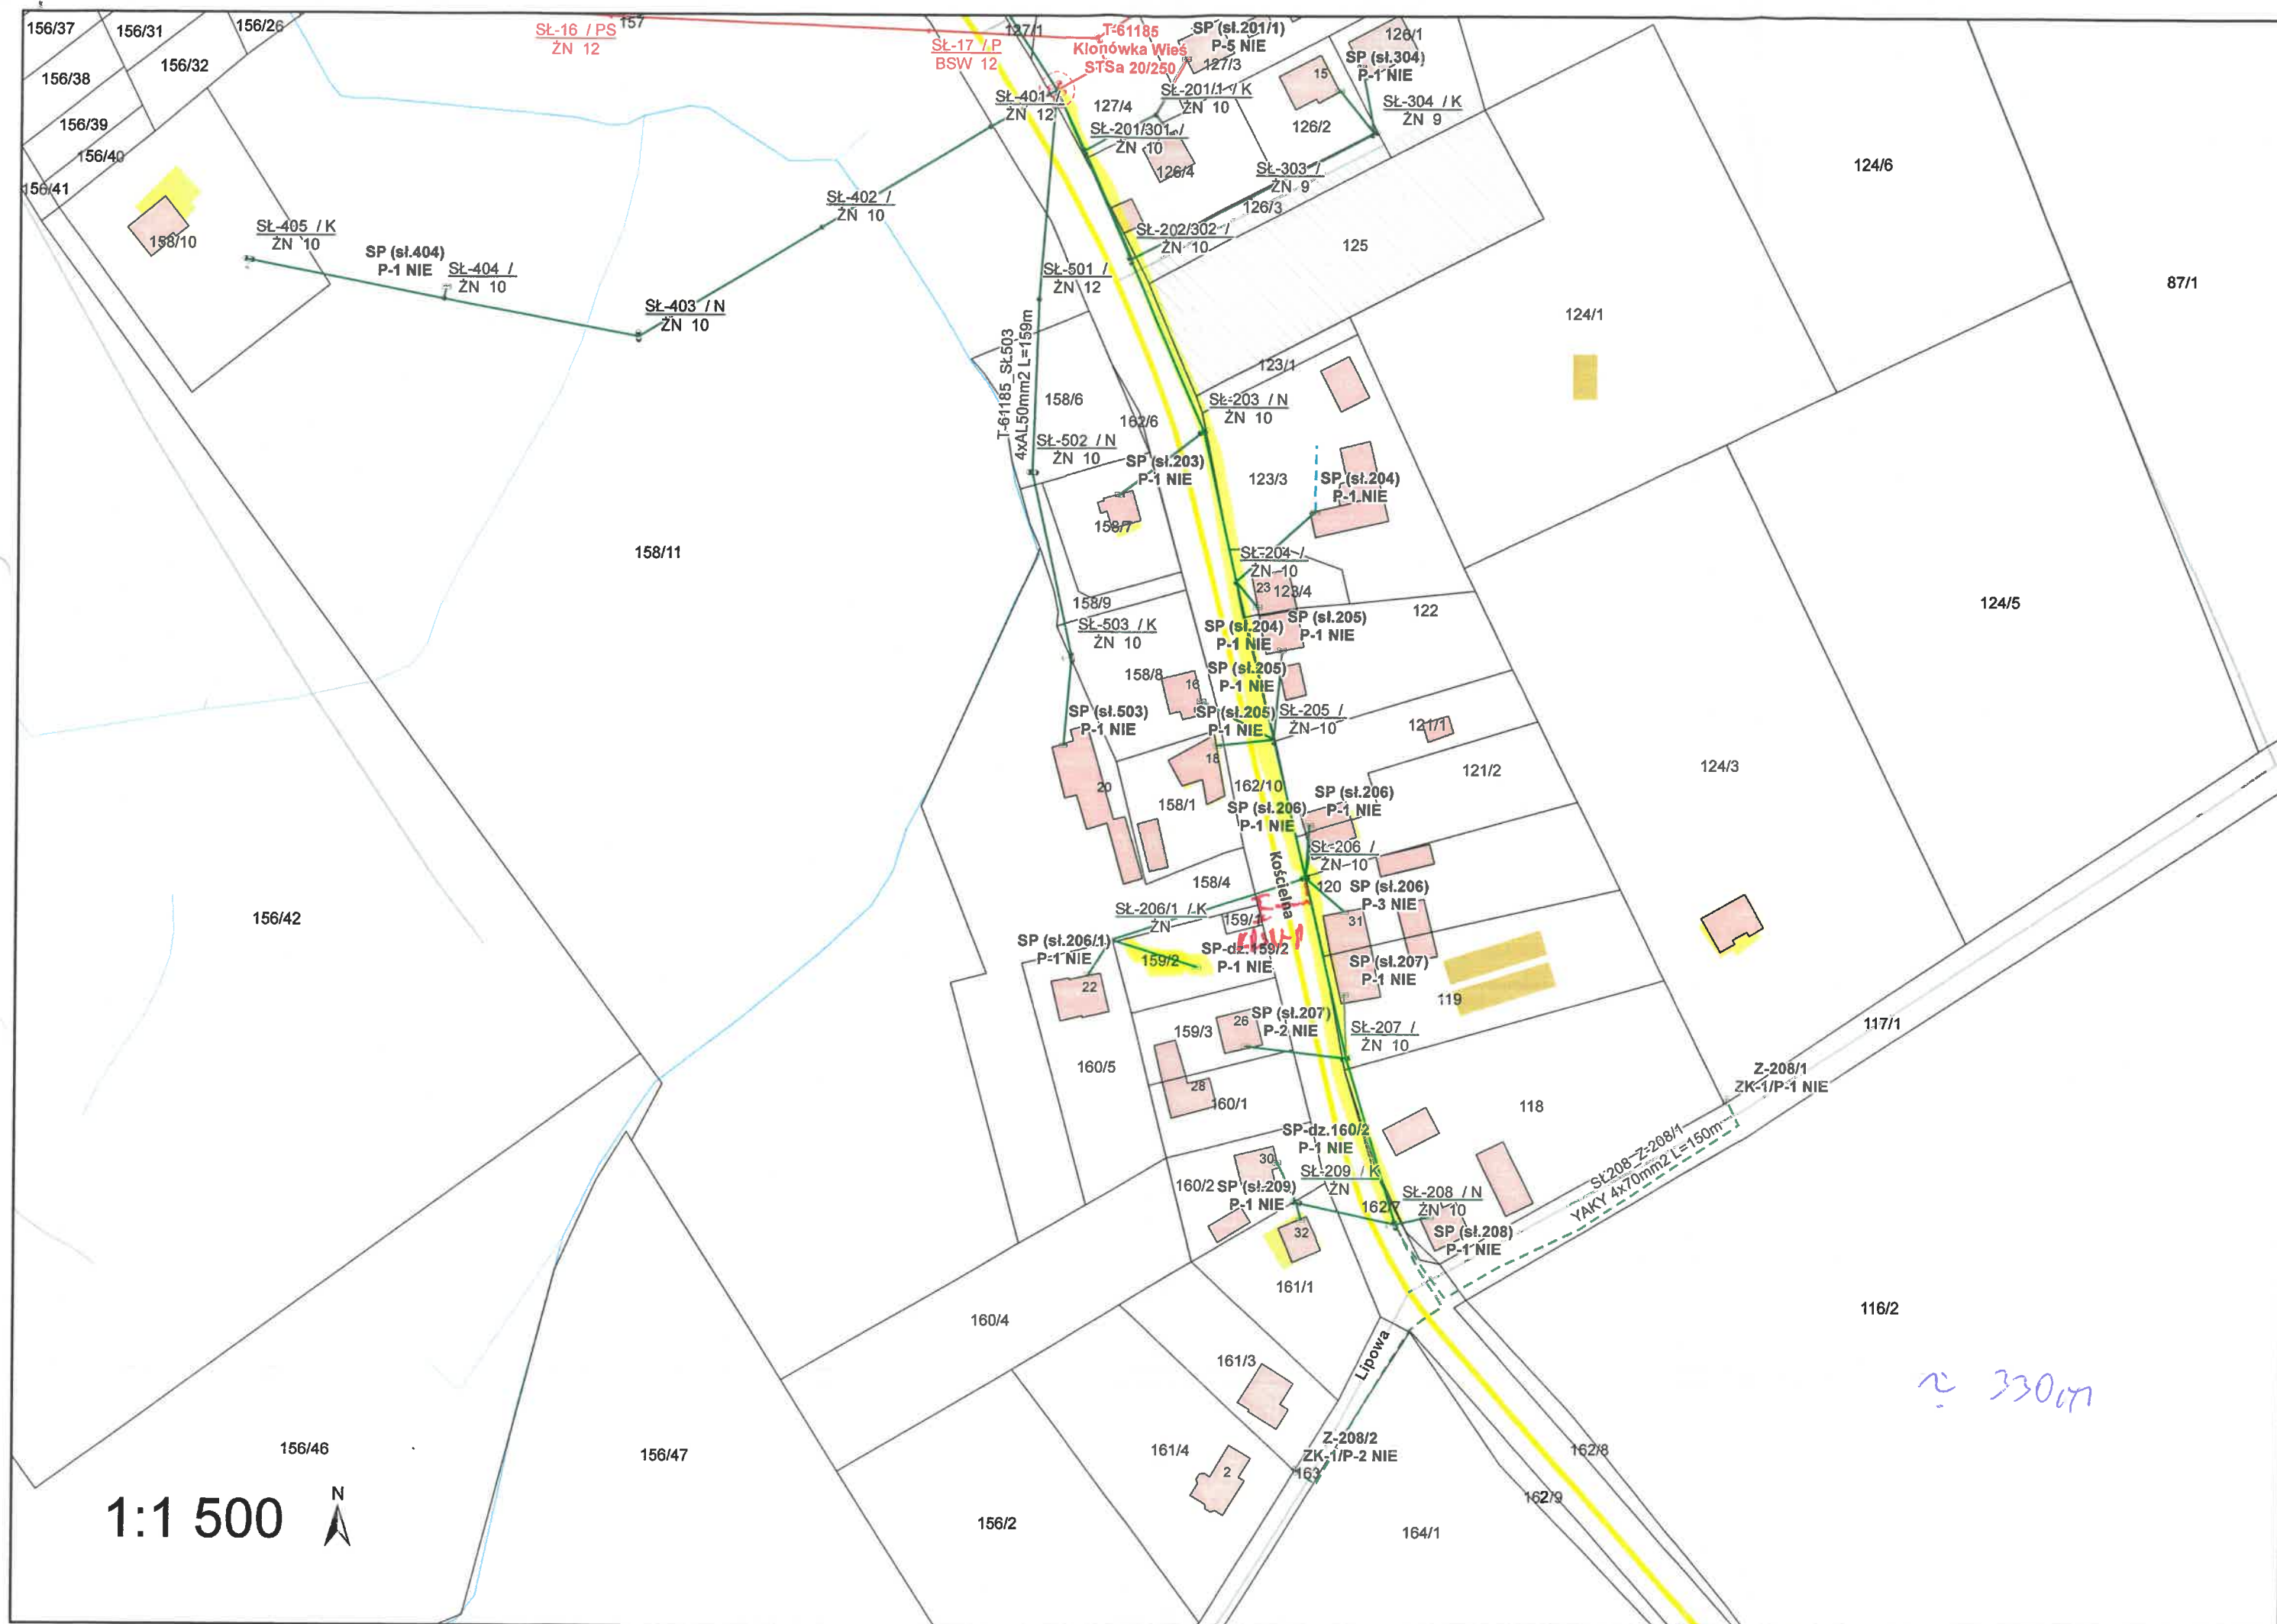 156/37
156/31
156/26
157
SŁ-16 / PS
ŻN 12
SŁ-17 / P
BSW 12
127/1
T-61185
Klonówka Wieś
STSa 20/250
SP (sł.201/1)
P-5 NIE
127/3
126/1
SP (sł.304)
P-1 NIE
156/38
156/32
15
SŁ-401 /
ŻN 12
127/4
SŁ-201/1 / K
ŻN 10
SŁ-304 / K
ŻN 9
156/39
SŁ-201/301 /
ŻN 10
126/2
156/40
126/4
SŁ-303 /
ŻN 9
124/6
156/41
SŁ-402 /
ŻN 10
126/3
158/10
SŁ-405 / K
ŻN 10
SP (sł.404)
P-1 NIE
SŁ-404 /
ŻN 10
SŁ-202/302 /
ŻN 10
125
SŁ-501 /
ŻN 12
87/1
SŁ-403 / N
ŻN 10
124/1
T-61185_SŁ503
4xAL50mm2 L=159m
123/1
158/6
162/6
SŁ-203 / N
ŻN 10
SŁ-502 / N
ŻN 10
SP (sł.203)
P-1 NIE
123/3
SP (sł.204)
P-1 NIE
158/7
158/11
SŁ-204 /
ŻN 10
23
123/4
158/9
122
124/5
SŁ-503 / K
ŻN 10
SP (sł.204)
P-1 NIE
SP (sł.205)
P-1 NIE
158/8
16
SP (sł.205)
P-1 NIE
SP (sł.503)
P-1 NIE
SP (sł.205)
P-1 NIE
SŁ-205 /
ŻN 10
121/1
18
121/2
124/3
20
162/10
158/1
SP (sł.206)
P-1 NIE
SP (sł.206)
P-1 NIE
SŁ-206 /
ŻN 10
Kościelna
158/4
120
SP (sł.206)
P-3 NIE
156/42
SŁ-206/1 / K
ŻN
159/1
31
SP (sł.206/1)
P-1 NIE
159/2
SP-dz.159/2
P-1 NIE
SP (sł.207)
P-1 NIE
22
119
159/3
26
SP (sł.207)
P-2 NIE
SŁ-207 /
ŻN 10
117/1
160/5
28
160/1
118
Z-208/1
ZK-1/P-1 NIE
SP-dz.160/2
P-1 NIE
30
SŁ-209 / K
ŻN
SŁ208-Z-208/1
YAKY 4x70mm2 L=150m
160/2
SP (sł.209)
P-1 NIE
162/7
SŁ-208 / N
ŻN 10
32
SP (sł.208)
P-1 NIE
161/1
160/4
116/2
Lipowa
161/3
≈ 330m
156/46
156/47
161/4
2
Z-208/2
ZK-1/P-2 NIE
163
162/8
162/9
1:1 500
N
156/2
164/1